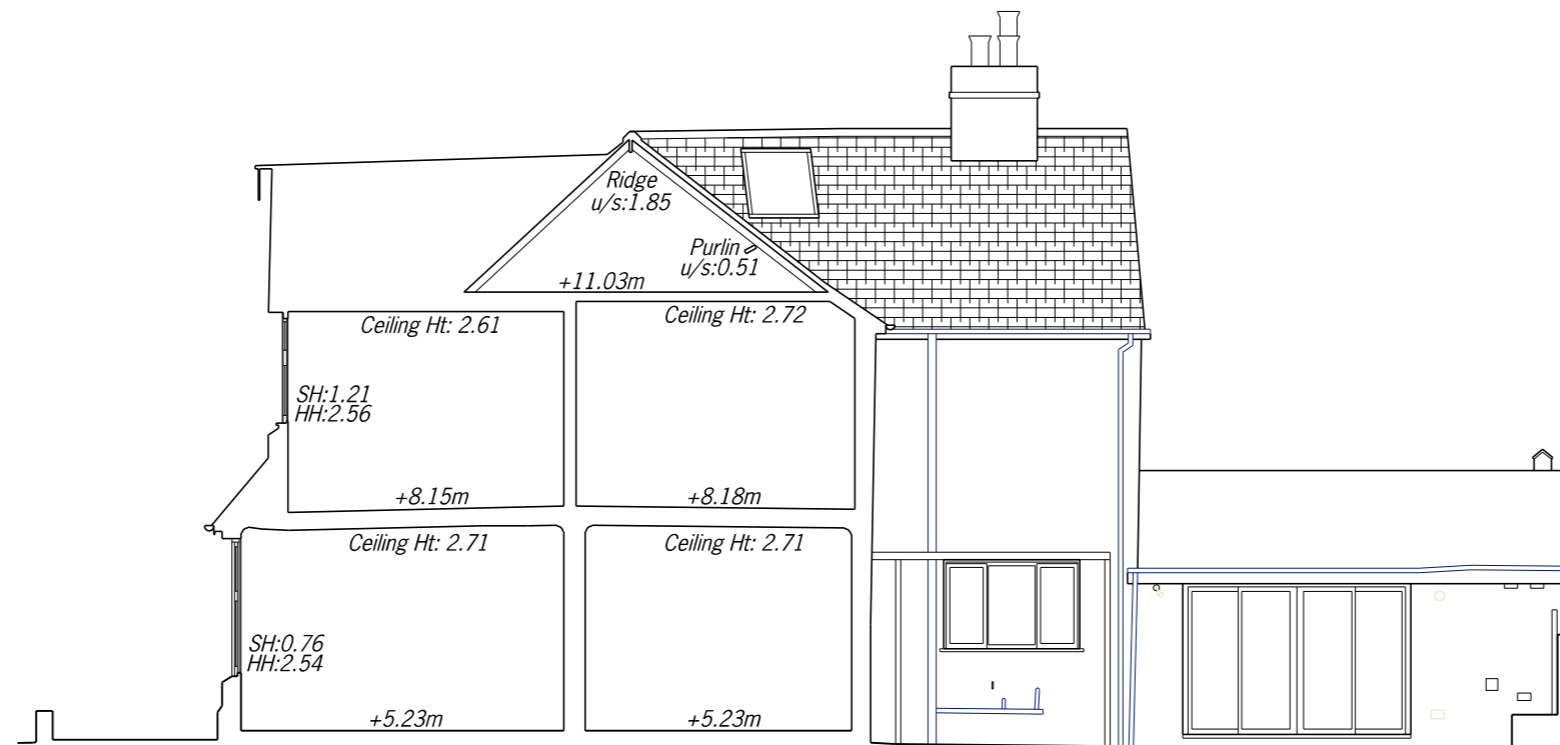 Ridge
u/s:1.85
Purlin
u/s:0.51
+11.03m
Ceiling Ht: 2.61
Ceiling Ht: 2.72
SH:1.21
HH:2.56
+8.15m
+8.18m
Ceiling Ht: 2.71
Ceiling Ht: 2.71
SH:0.76
HH:2.54
+5.23m
+5.23m